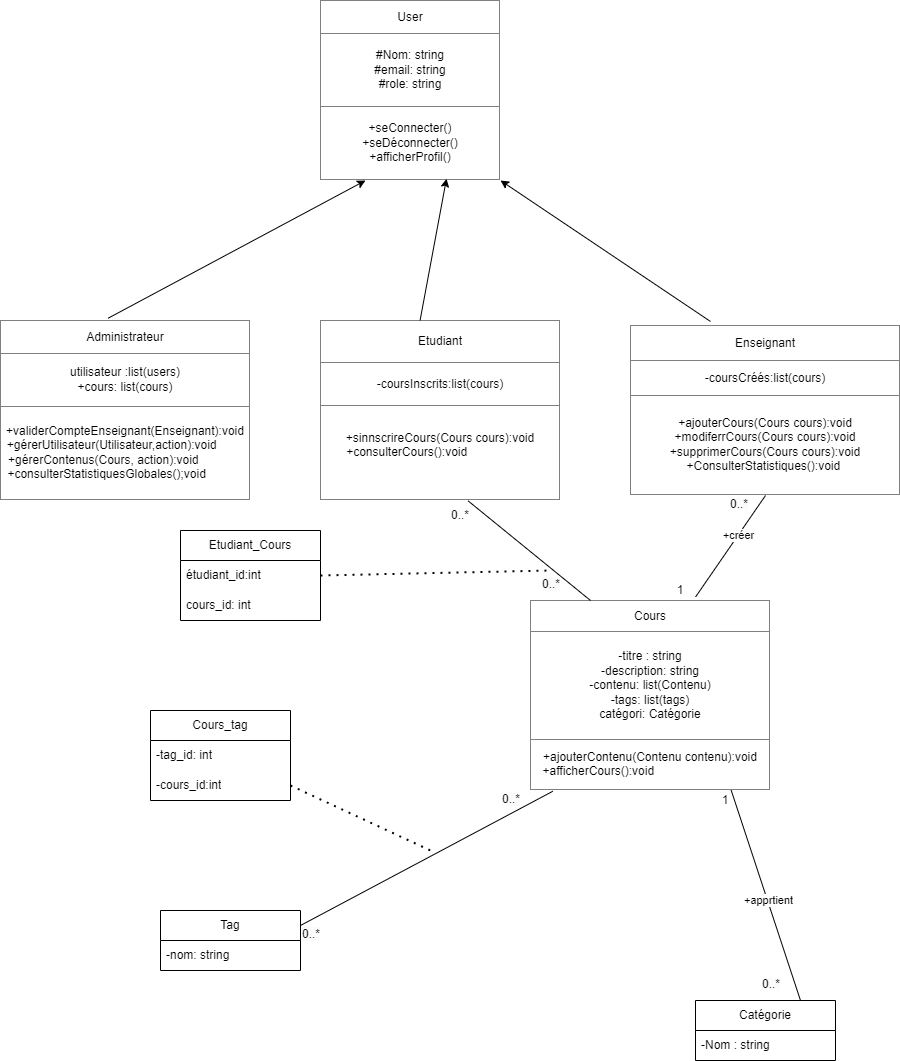 User
#Nom: string
#email: string
#role: string
+seConnecter()
+seDéconnecter()
+afficherProfil()
Administrateur
utilisateur :list(users)
+cours: list(cours)
+validerCompteEnseignant(Enseignant):void
+gérerUtilisateur(Utilisateur,action):void
+gérerContenus(Cours, action):void
+consulterStatistiquesGlobales();void
Etudiant
-coursInscrits:list(cours)
+sinnscrireCours(Cours cours):void
+consulterCours():void
Enseignant
-coursCréés:list(cours)
+ajouterCours(Cours cours):void
+modiferrCours(Cours cours):void
+supprimerCours(Cours cours):void
+ConsulterStatistiques():void
0..*
0..*
+créer
1
0..*
Etudiant_Cours
étudiant_id:int
cours_id: int
Cours
-titre : string
-description: string
-contenu: list(Contenu)
-tags: list(tags)
catégori: Catégorie
+ajouterContenu(Contenu contenu):void
+afficherCours():void
Cours_tag
-tag_id: int
-cours_id:int
0..*
1
+apprtient
0..*
0..*
Tag
-nom: string
Catégorie
-Nom : string